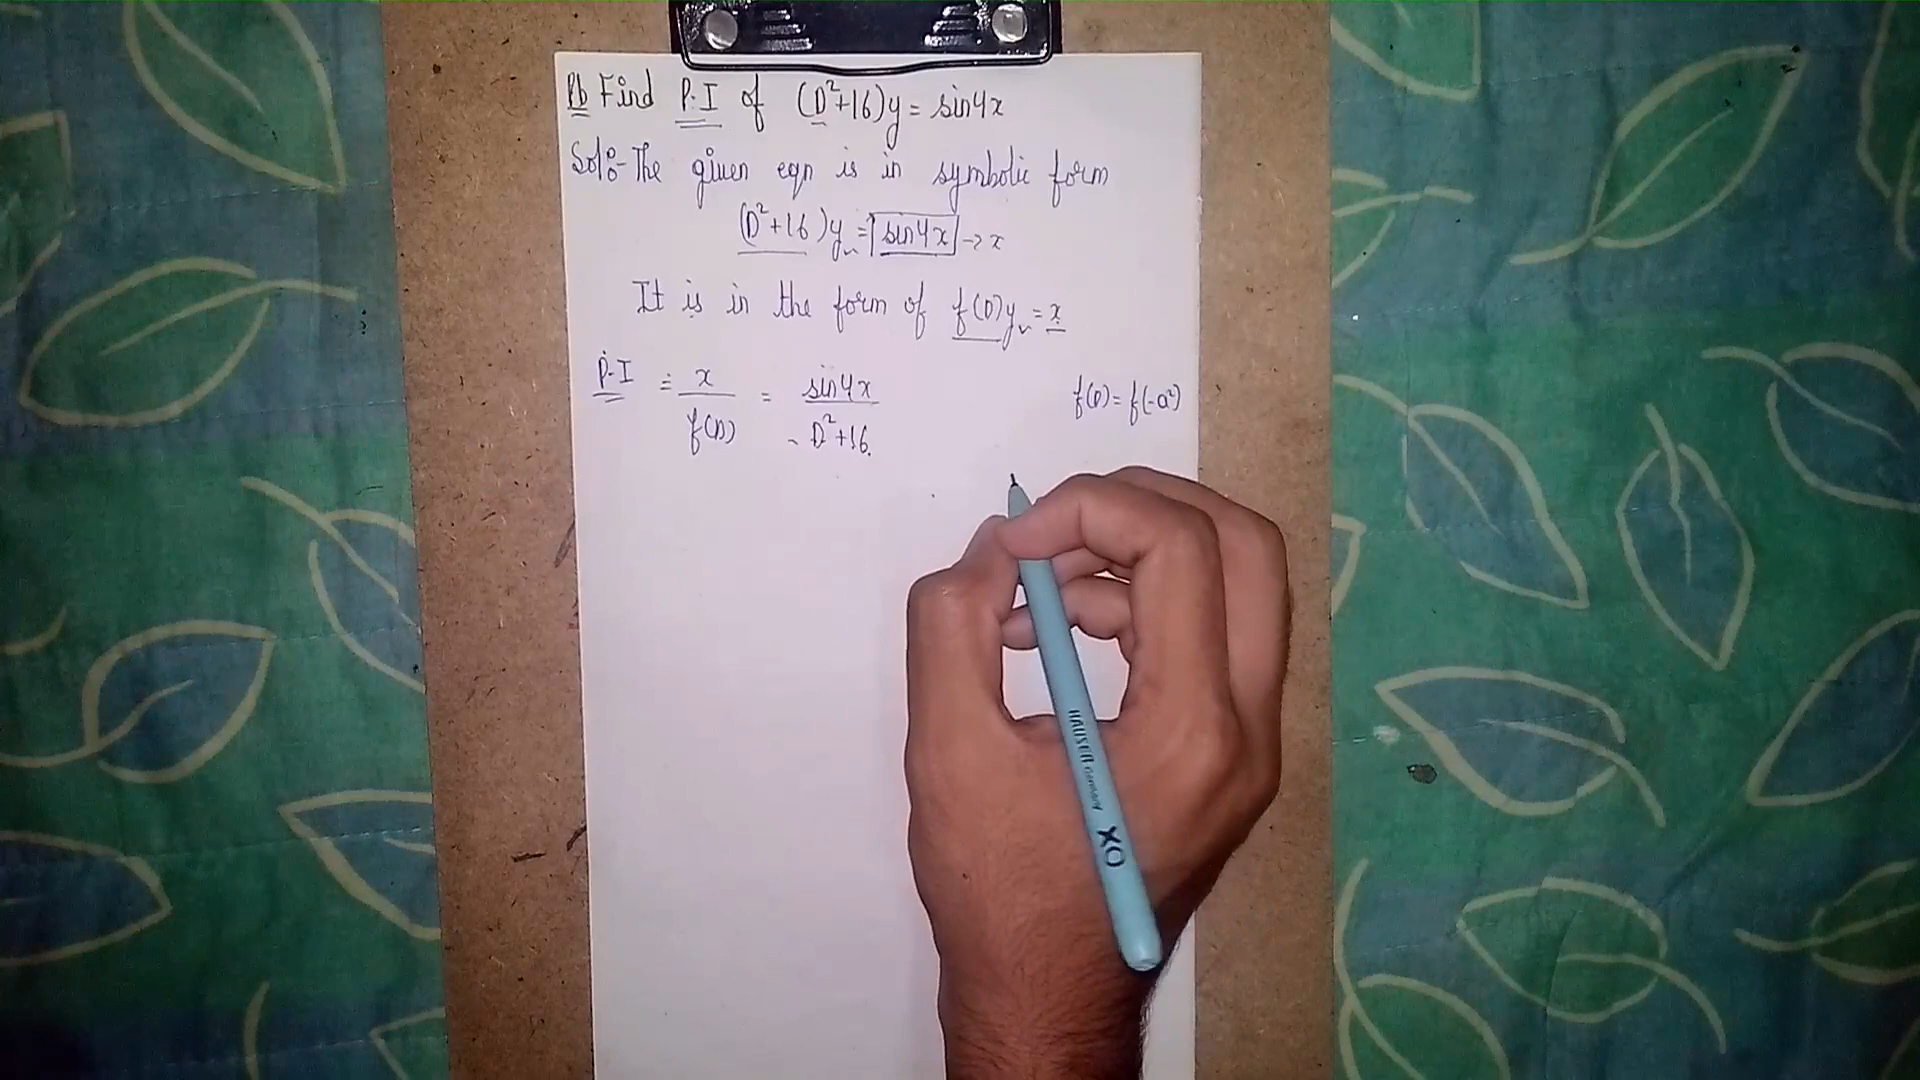 Pb Find P.I of (D²+16)y = sin4x
Sol:- The given eqn is in symbolic form
(D²+16)y = sin4x -> x
It is in the form of f(D)y = x
P.I = x / f(D) = sin4x / D²+16
f(D) = f(-a²)
HAUSER Germany XO